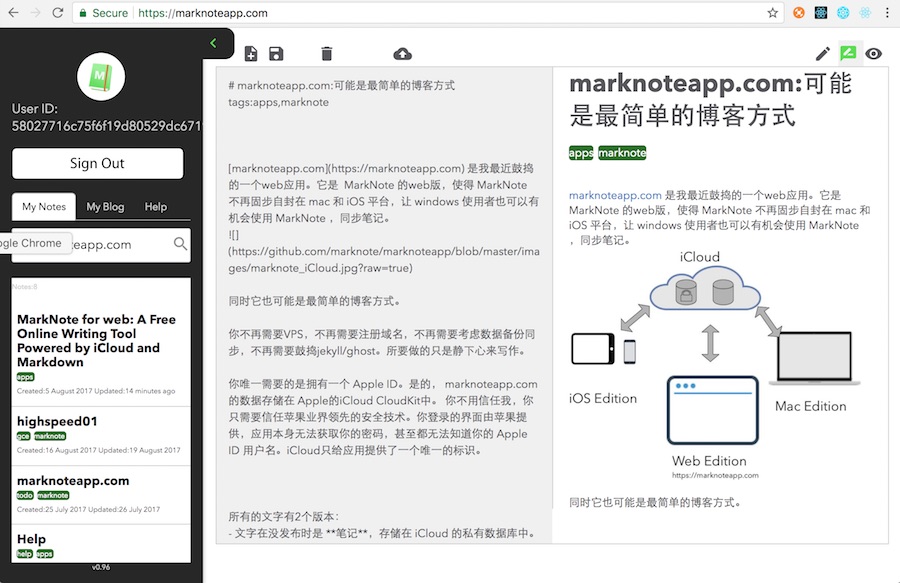 Secure
https://marknoteapp.com
M
User ID:
58027716c75f6f19d80529dc671
Sign Out
My Notes
My Blog
Help
gle Chrome
eapp.com
Notes:8
MarkNote for web: A Free
Online Writing Tool
Powered by iCloud and
Markdown
apps
Created:5 August 2017 Updated:14 minutes ago
highspeed01
gce marknote
Created:16 August 2017 Updated:19 August 2017
marknoteapp.com
todo marknote
Created:25 July 2017 Updated:26 July 2017
Help
help apps
v0.96
# marknoteapp.com:可能是最简单的博客方式
tags:apps,marknote
[marknoteapp.com](https://marknoteapp.com) 是我最近鼓捣
的一个web应用。它是 MarkNote 的web版，使得 MarkNote
不再固步自封在 mac 和 iOS 平台，让 windows 使用者也可以有
机会使用 MarkNote ，同步笔记。
![]
(https://github.com/marknote/marknoteapp/blob/master/ima
ges/marknote_iCloud.jpg?raw=true)
同时它也可能是最简单的博客方式。
你不再需要VPS，不再需要注册域名，不再需要考虑数据备份同
步，不再需要鼓捣jekyll/ghost。所要做的只是静下心来写作。
你唯一需要的是拥有一个 Apple ID。是的， marknoteapp.com
的数据存储在 Apple的iCloud CloudKit中。 你不用信任我，你
只需要信任苹果业界领先的安全技术。你登录的界面由苹果提
供，应用本身无法获取你的密码，甚至都无法知道你的 Apple
ID 用户名。iCloud只给应用提供了一个唯一的标识。
所有的文字有2个版本：
- 文字在没发布时是 **笔记**，存储在 iCloud 的私有数据库中。
marknoteapp.com:可能
是最简单的博客方式
apps marknote
marknoteapp.com 是我最近鼓捣的一个web应用。它是
MarkNote 的web版，使得 MarkNote 不再固步自封在 mac 和
iOS 平台，让 windows 使用者也可以有机会使用 MarkNote
，同步笔记。
iCloud
iOS Edition
Mac Edition
Web Edition
https://marknoteapp.com
同时它也可能是最简单的博客方式。